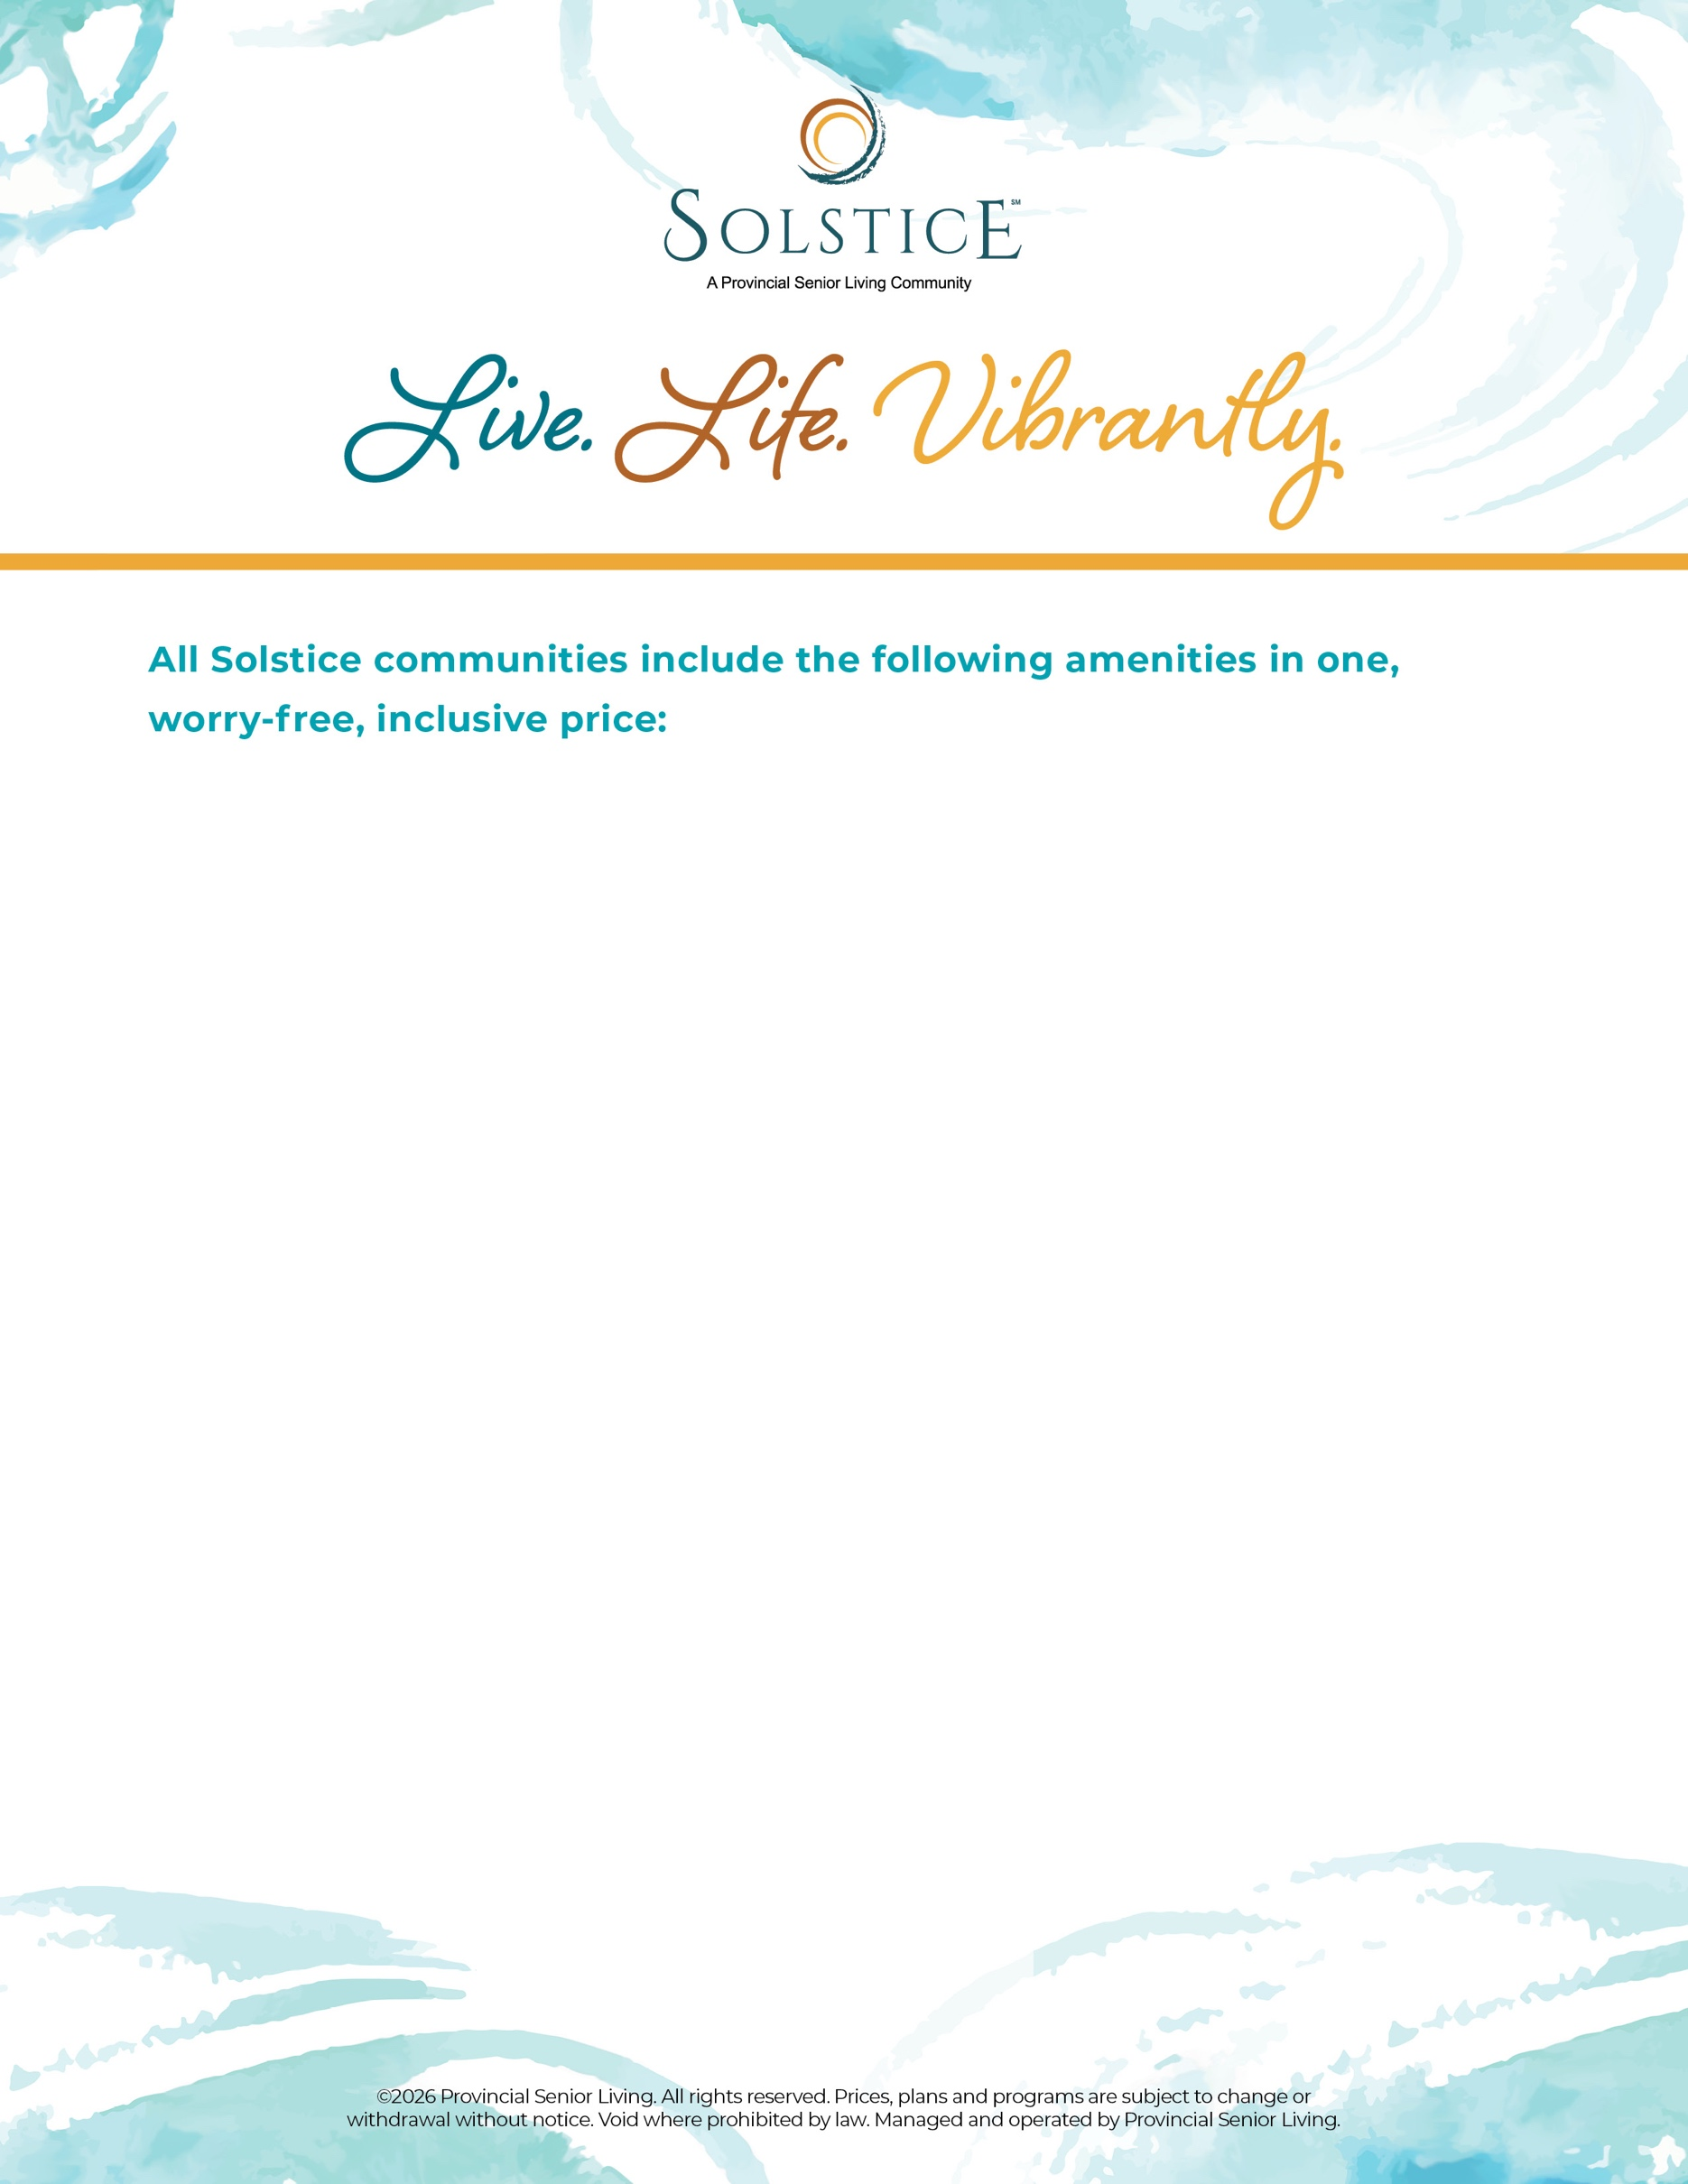 SOLSTICE℠
A Provincial Senior Living Community
Live. Life. Vibrantly.
All Solstice communities include the following amenities in one,
worry-free, inclusive price:
©2026 Provincial Senior Living. All rights reserved. Prices, plans and programs are subject to change or
withdrawal without notice. Void where prohibited by law. Managed and operated by Provincial Senior Living.